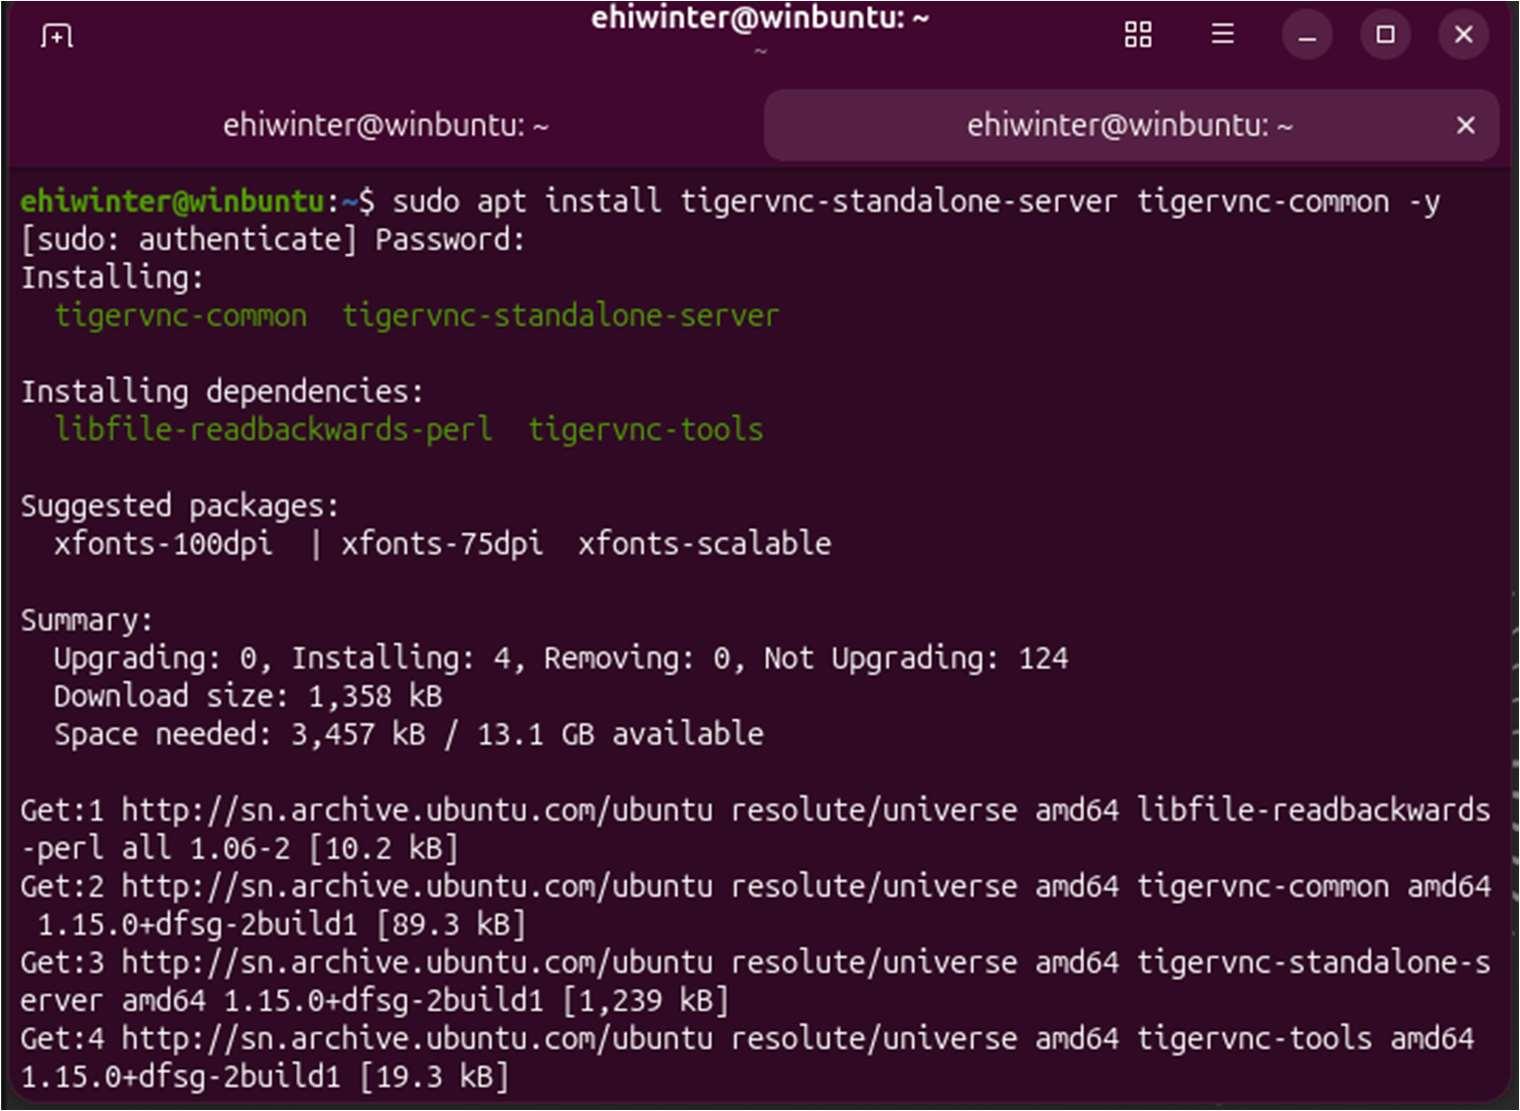 ehiwinter@winbuntu: ~
~
ehiwinter@winbuntu: ~
ehiwinter@winbuntu: ~
ehiwinter@winbuntu:~$ sudo apt install tigervnc-standalone-server tigervnc-common -y
[sudo: authenticate] Password:
Installing:
  tigervnc-common  tigervnc-standalone-server

Installing dependencies:
  libfile-readbackwards-perl  tigervnc-tools

Suggested packages:
  xfonts-100dpi  | xfonts-75dpi  xfonts-scalable

Summary:
  Upgrading: 0, Installing: 4, Removing: 0, Not Upgrading: 124
  Download size: 1,358 kB
  Space needed: 3,457 kB / 13.1 GB available

Get:1 http://sn.archive.ubuntu.com/ubuntu resolute/universe amd64 libfile-readbackwards
-perl all 1.06-2 [10.2 kB]
Get:2 http://sn.archive.ubuntu.com/ubuntu resolute/universe amd64 tigervnc-common amd64
 1.15.0+dfsg-2build1 [89.3 kB]
Get:3 http://sn.archive.ubuntu.com/ubuntu resolute/universe amd64 tigervnc-standalone-s
erver amd64 1.15.0+dfsg-2build1 [1,239 kB]
Get:4 http://sn.archive.ubuntu.com/ubuntu resolute/universe amd64 tigervnc-tools amd64
1.15.0+dfsg-2build1 [19.3 kB]